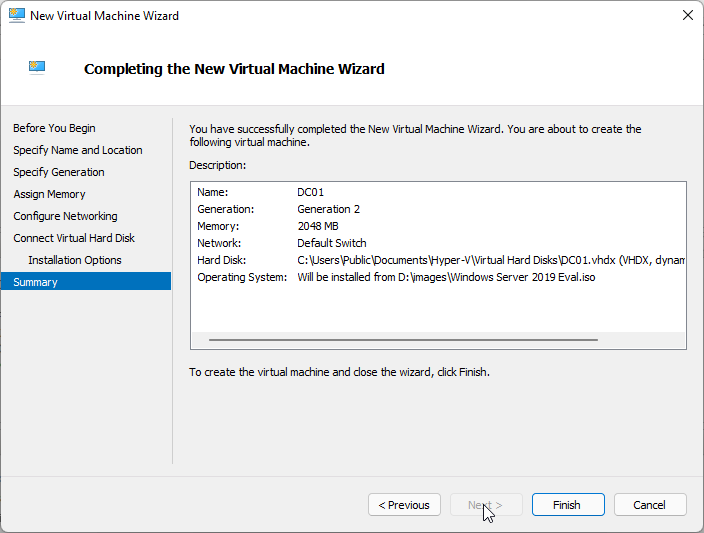 New Virtual Machine Wizard
Completing the New Virtual Machine Wizard
Before You Begin
Specify Name and Location
Specify Generation
Assign Memory
Configure Networking
Connect Virtual Hard Disk
Installation Options
Summary
You have successfully completed the New Virtual Machine Wizard. You are about to create the
following virtual machine.
Description:
Name: DC01
Generation: Generation 2
Memory: 2048 MB
Network: Default Switch
Hard Disk: C:\Users\Public\Documents\Hyper-V\Virtual Hard Disks\DC01.vhdx (VHDX, dynam
Operating System: Will be installed from D:\images\Windows Server 2019 Eval.iso
To create the virtual machine and close the wizard, click Finish.
< Previous Next > Finish Cancel